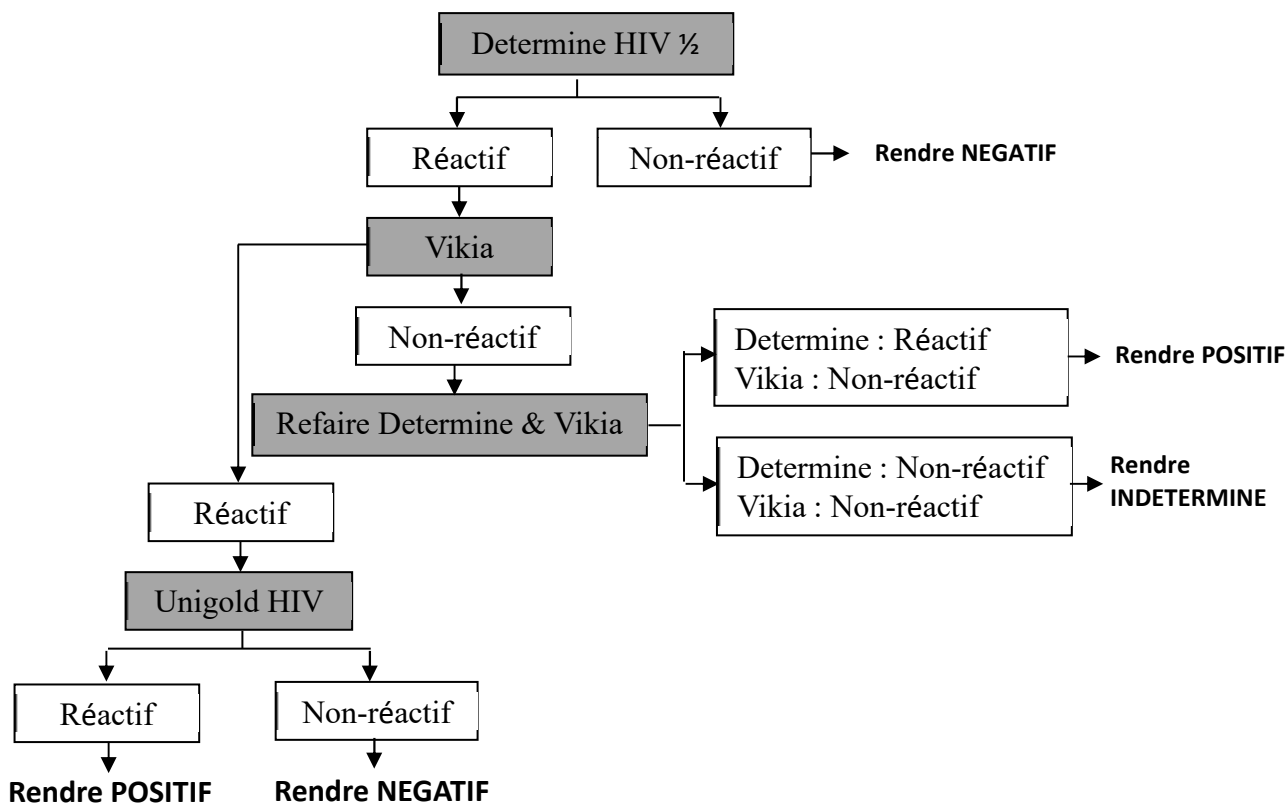 Determine HIV ½
Réactif
Non-réactif
Rendre NEGATIF
Vikia
Non-réactif
Determine : Réactif
Vikia : Non-réactif
Rendre POSITIF
Refaire Determine & Vikia
Determine : Non-réactif
Vikia : Non-réactif
Rendre
INDETERMINE
Réactif
Unigold HIV
Réactif
Non-réactif
Rendre POSITIF
Rendre NEGATIF